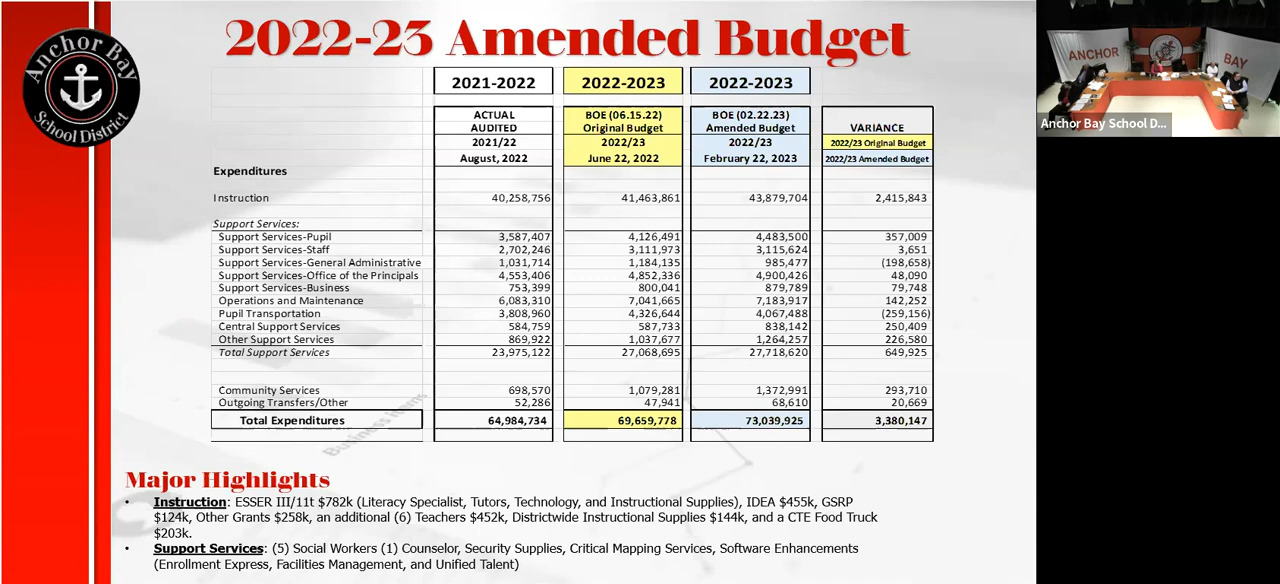 2022-23 Amended Budget
Anchor Bay
School District
2021-2022 2022-2023 2022-2023
ACTUAL BOE (06.15.22) BOE (02.22.23)
AUDITED Original Budget Amended Budget VARIANCE
2021/22 2022/23 2022/23 2022/23 Original Budget
August, 2022 June 22, 2022 February 22, 2023 2022/23 Amended Budget
Expenditures
Instruction 40,258,756 41,463,861 43,879,704 2,415,843
Support Services:
Support Services-Pupil 3,587,407 4,126,491 4,483,500 357,009
Support Services-Staff 2,702,246 3,111,973 3,115,624 3,651
Support Services-General Administrative 1,031,714 1,184,135 985,477 (198,658)
Support Services-Office of the Principals 4,553,406 4,852,336 4,900,426 48,090
Support Services-Business 753,399 800,041 879,789 79,748
Operations and Maintenance 6,083,310 7,041,665 7,183,917 142,252
Pupil Transportation 3,808,960 4,326,644 4,067,488 (259,156)
Central Support Services 584,759 587,733 838,142 250,409
Other Support Services 869,922 1,037,677 1,264,257 226,580
Total Support Services 23,975,122 27,068,695 27,718,620 649,925
Community Services 698,570 1,079,281 1,372,991 293,710
Outgoing Transfers/Other 52,286 47,941 68,610 20,669
Total Expenditures 64,984,734 69,659,778 73,039,925 3,380,147
Major Highlights
• Instruction: ESSER III/11t $782k (Literacy Specialist, Tutors, Technology, and Instructional Supplies), IDEA $455k, GSRP
$124k, Other Grants $258k, an additional (6) Teachers $452k, Districtwide Instructional Supplies $144k, and a CTE Food Truck
$203k.
• Support Services: (5) Social Workers (1) Counselor, Security Supplies, Critical Mapping Services, Software Enhancements
(Enrollment Express, Facilities Management, and Unified Talent)
ANCHOR BAY
Anchor Bay School D...